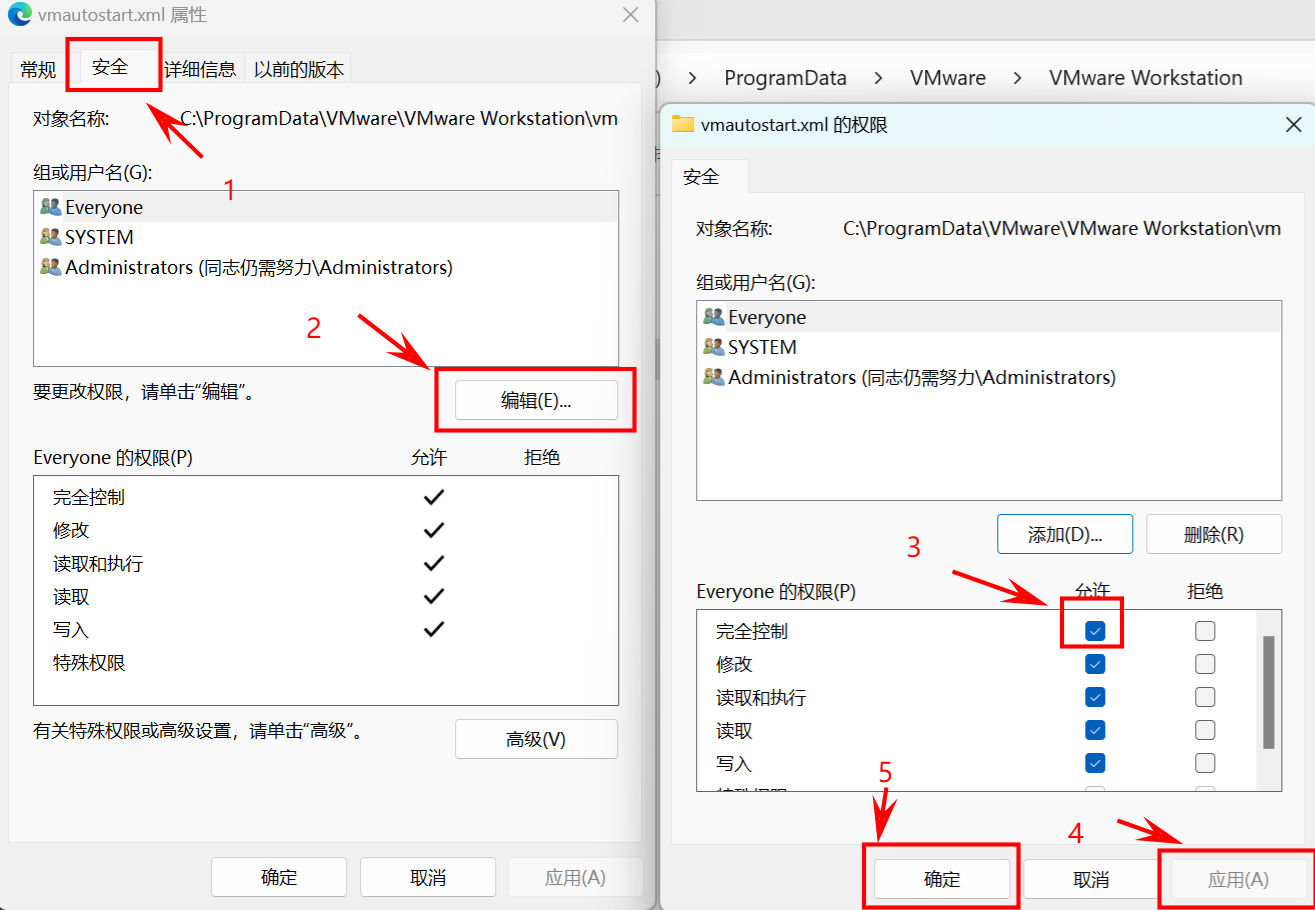 vmautostart.xml 属性
常规
安全
详细信息
以前的版本
对象名称:
C:\ProgramData\VMware\VMware Workstation\vm
1
组或用户名(G):
Everyone
SYSTEM
Administrators (同志仍需努力\Administrators)
2
要更改权限，请单击“编辑”。
编辑(E)...
Everyone 的权限(P)
允许
拒绝
完全控制
修改
读取和执行
读取
写入
特殊权限
有关特殊权限或高级设置，请单击“高级”。
高级(V)
确定
取消
应用(A)
ProgramData
VMware
VMware Workstation
vmautostart.xml 的权限
安全
对象名称:
C:\ProgramData\VMware\VMware Workstation\vm
组或用户名(G):
Everyone
SYSTEM
Administrators (同志仍需努力\Administrators)
添加(D)...
删除(R)
3
Everyone 的权限(P)
允许
拒绝
完全控制
修改
读取和执行
读取
写入
5
4
确定
取消
应用(A)